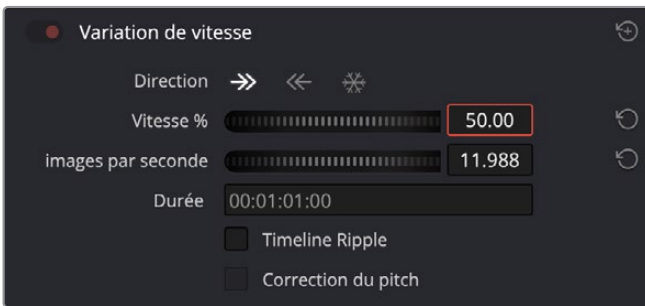 Variation de vitesse
Direction
Vitesse % 50.00
images par seconde 11.988
Durée 00:01:01:00
Timeline Ripple
Correction du pitch